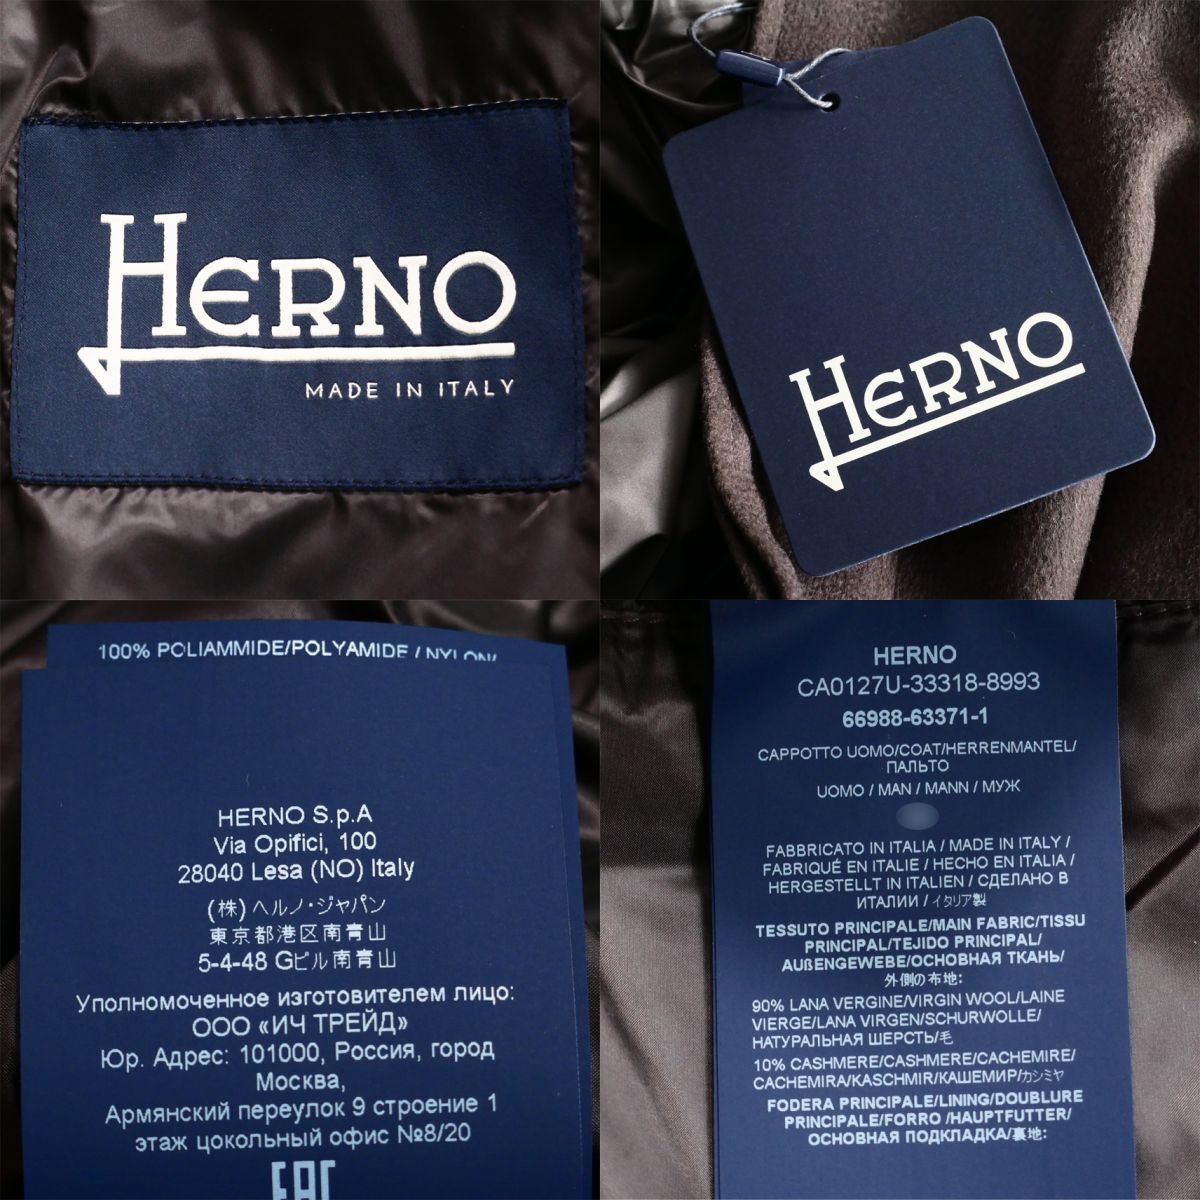 HERNO
MADE IN ITALY
HERNO
100% POLIAMMIDE/POLYAMIDE / NYLON/
HERNO S.p.A
Via Opifici, 100
28040 Lesa (NO) Italy
(株) ヘルノ・ジャパン
東京都港区南青山
5-4-48 Gビル南青山
Уполномоченное изготовителем лицо:
ООО «ИЧ ТРЕЙД»
Юр. Адрес: 101000, Россия, город
Москва,
Армянский переулок 9 строение 1
этаж цокольный офис №8/20
EAC
HERNO
CA0127U-33318-8993
66988-63371-1
CAPPOTTO UOMO/COAT/HERRENMANTEL/
ПАЛЬТО
UOMO / MAN / MANN / МУЖ
FABBRICATO IN ITALIA / MADE IN ITALY /
FABRIQUÉ EN ITALIE / HECHO EN ITALIA /
HERGESTELLT IN ITALIEN / СДЕЛАНО В
ИТАЛИИ / イタリア製
TESSUTO PRINCIPALE/MAIN FABRIC/TISSU
PRINCIPAL/TEJIDO PRINCIPAL/
AUßENGEWEBE/ОСНОВНАЯ ТКАНЬ/
外側の布地:
90% LANA VERGINE/VIRGIN WOOL/LAINE
VIERGE/LANA VIRGEN/SCHURWOLLE/
НАТУРАЛЬНАЯ ШЕРСТЬ/毛
10% CASHMERE/CASHMERE/CACHEMIRE/
CACHEMIRA/KASCHMIR/КАШЕМИР/カシミヤ
FODERA PRINCIPALE/LINING/DOUBLURE
PRINCIPALE/FORRO /HAUPTFUTTER/
ОСНОВНАЯ ПОДКЛАДКА/裏地: